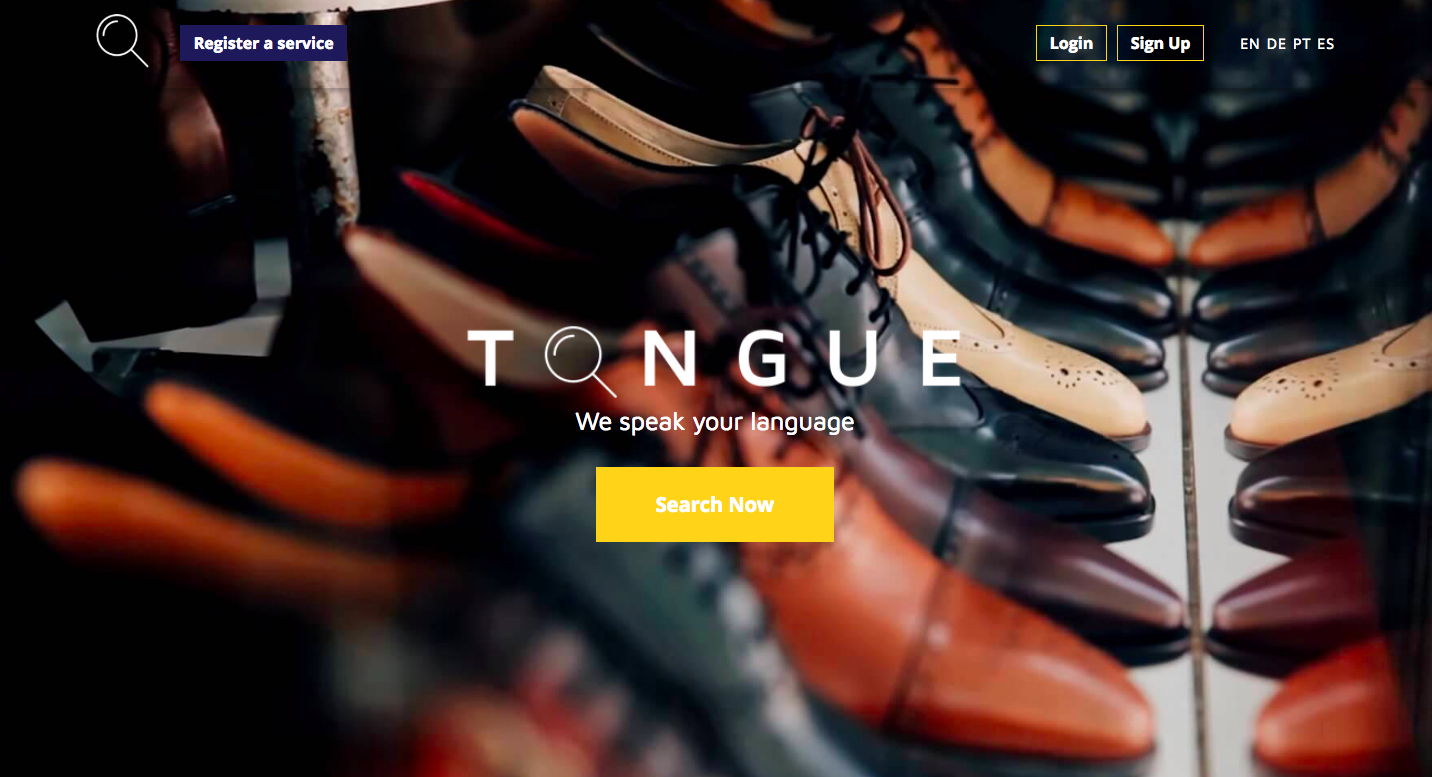 Register a service
Login
Sign Up
EN DE PT ES
TONGUE
We speak your language
Search Now